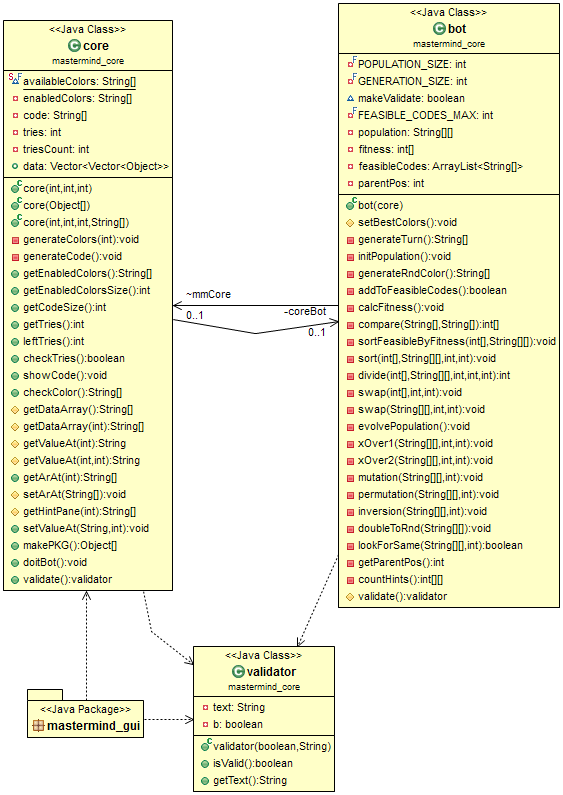 <<Java Class>>
core
mastermind_core
availableColors: String[]
enabledColors: String[]
code: String[]
tries: int
triesCount: int
data: Vector<Vector<Object>>
core(int,int,int)
core(Object[])
core(int,int,int,String[])
generateColors(int):void
generateCode():void
getEnabledColors():String[]
getEnabledColorsSize():int
getCodeSize():int
getTries():int
leftTries():int
checkTries():boolean
showCode():void
checkColor():String[]
getDataArray():String[]
getDataArray(int):String[]
getValueAt(int):String
getValueAt(int,int):String
getArAt(int):String[]
setArAt(String[]):void
getHintPane(int):String[]
setValueAt(String,int):void
makePKG():Object[]
doitBot():void
validate():validator
<<Java Class>>
bot
mastermind_core
POPULATION_SIZE: int
GENERATION_SIZE: int
makeValidate: boolean
FEASIBLE_CODES_MAX: int
population: String[][]
fitness: int[]
feasibleCodes: ArrayList<String[]>
parentPos: int
bot(core)
setBestColors():void
generateTurn():String[]
initPopulation():void
generateRndColor():String[]
addToFeasibleCodes():boolean
calcFitness():void
compare(String[],String[]):int[]
sortFeasibleByFitness(int[],String[][]):void
sort(int[],String[][],int,int):void
divide(int[],String[][],int,int,int):int
swap(int[],int,int):void
swap(String[][],int,int):void
evolvePopulation():void
xOver1(String[][],int,int):void
xOver2(String[][],int,int):void
mutation(String[][],int):void
permutation(String[][],int):void
inversion(String[][],int):void
doubleToRnd(String[][]):void
lookForSame(String[][],int):boolean
getParentPos():int
countHints():int[][]
validate():validator
~mmCore
0..1
-coreBot
0..1
<<Java Class>>
validator
mastermind_core
text: String
b: boolean
validator(boolean,String)
isValid():boolean
getText():String
<<Java Package>>
mastermind_gui